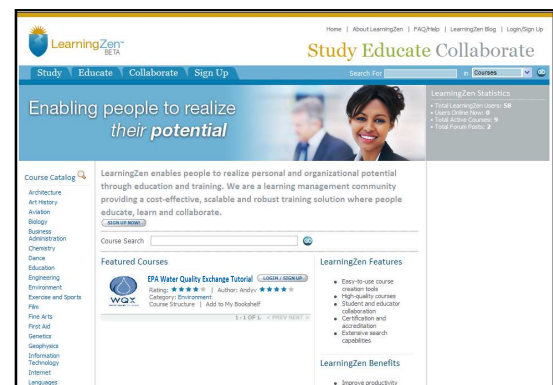 Home | About LearningZen | FAQ/Help | LearningZen Blog | Login/Sign Up
LearningZen™
BETA
Study Educate Collaborate
Study Educate Collaborate Sign Up
Search For in Courses GO
Enabling people to realize
their potential
LearningZen Statistics
• Total LearningZen Users: 58
• Users Online Now: 8
• Total Active Courses: 9
• Total Forum Posts: 2
Course Catalog
Architecture
Art History
Aviation
Biology
Business
Administration
Chemistry
Dance
Education
Engineering
Environment
Exercise and Sports
Film
Fine Arts
First Aid
Genetics
Geophysics
Information
Technology
Internet
Languages
LearningZen enables people to realize personal and organizational potential
through education and training. We are a learning management community
providing a cost-effective, scalable and robust training solution where people
educate, learn and collaborate.
SIGN UP NOW!
Course Search GO
Featured Courses
WQX
EPA Water Quality Exchange Tutorial LOGIN / SIGN UP
Rating: ★★★★★ | Author: Andyv ★★★★★
Category: Environment
Course Structure | Add to My Bookshelf
1 - 1 OF 1. < PREV NEXT >
LearningZen Features
• Easy-to-use course
creation tools
• High-quality courses
• Student and educator
collaboration
• Certification and
accreditation
• Extensive search
capabilities
LearningZen Benefits
• Improve productivity